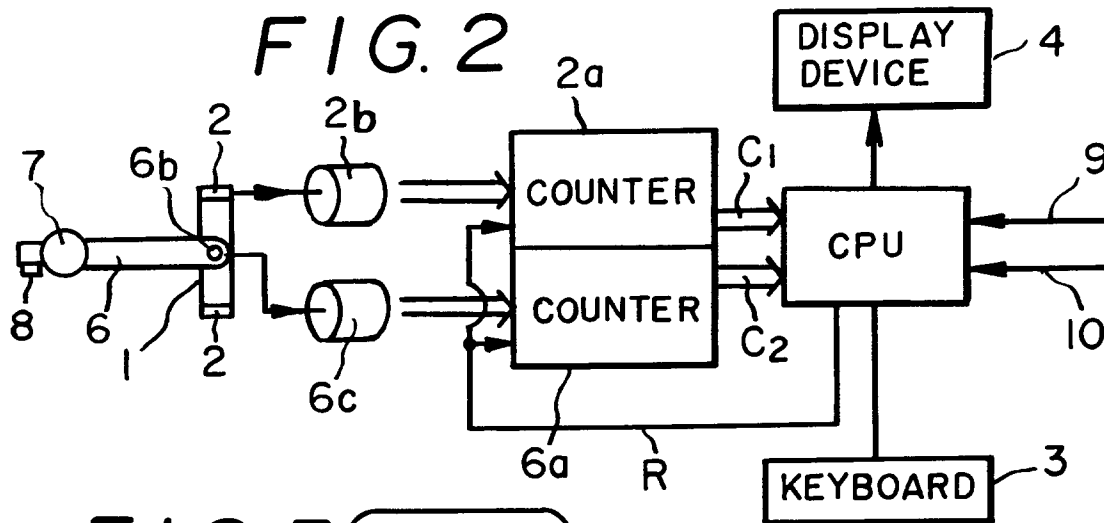 FIG. 2
DISPLAY
DEVICE
4
2a
2
2b
7
6b
COUNTER
C1
9
CPU
8
6
1
2
6c
COUNTER
C2
10
6a
R
KEYBOARD
3